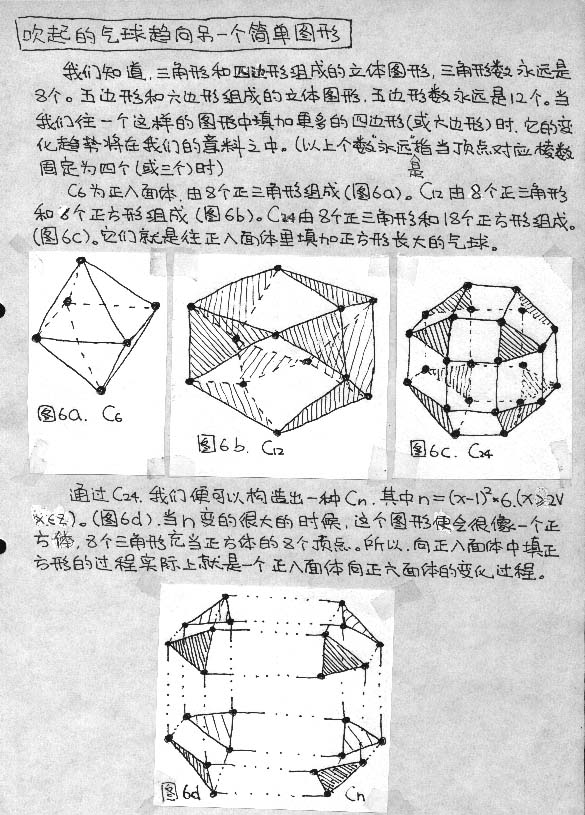 吹起的气球趋向另一个简单图形
我们知道,三角形和四边形组成的立体图形,三角形数永远是
8个。五边形和六边形组成的立体图形,五边形数永远是12个。当
我们往一个这样的图形中填加更多的四边形(或六边形)时,它的变
化趋势将在我们的意料之中。(以上个数永远是指当顶点对应棱数
固定为四个(或三个)时)
C6为正八面体,由8个正三角形组成(图6a)。C12由8个正三角形
和6个正方形组成(图6b)。C24由8个正三角形和18个正方形组成。
(图6c)。它们就是往正八面体里填加正方形长大的气球。
图6a. C6
图6b. C12
图6c. C24
通过C24,我们便可以构造出一种Cn,其中n=(x-1)²*6.(x≥2∨
x∈Z)。(图6d).当n变的很大的时候,这个图形便会很像一个正
方体,8个三角形充当正方体的8个顶点。所以,向正八面体中填正
方形的过程实际上就是一个正八面体向正六面体的变化过程。
图6d Cn